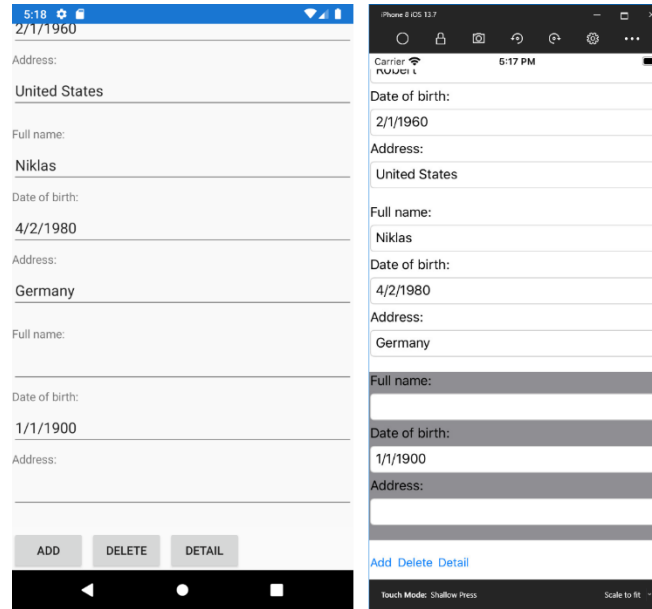 5:18
2/1/1960
Address:
United States
Full name:
Niklas
Date of birth:
4/2/1980
Address:
Germany
Full name:
Date of birth:
1/1/1900
Address:
ADD DELETE DETAIL
iPhone 8 iOS 13.7
Carrier 5:17 PM
Robert
Date of birth:
2/1/1960
Address:
United States
Full name:
Niklas
Date of birth:
4/2/1980
Address:
Germany
Full name:
Date of birth:
1/1/1900
Address:
Add Delete Detail
Touch Mode: Shallow Press Scale to fit